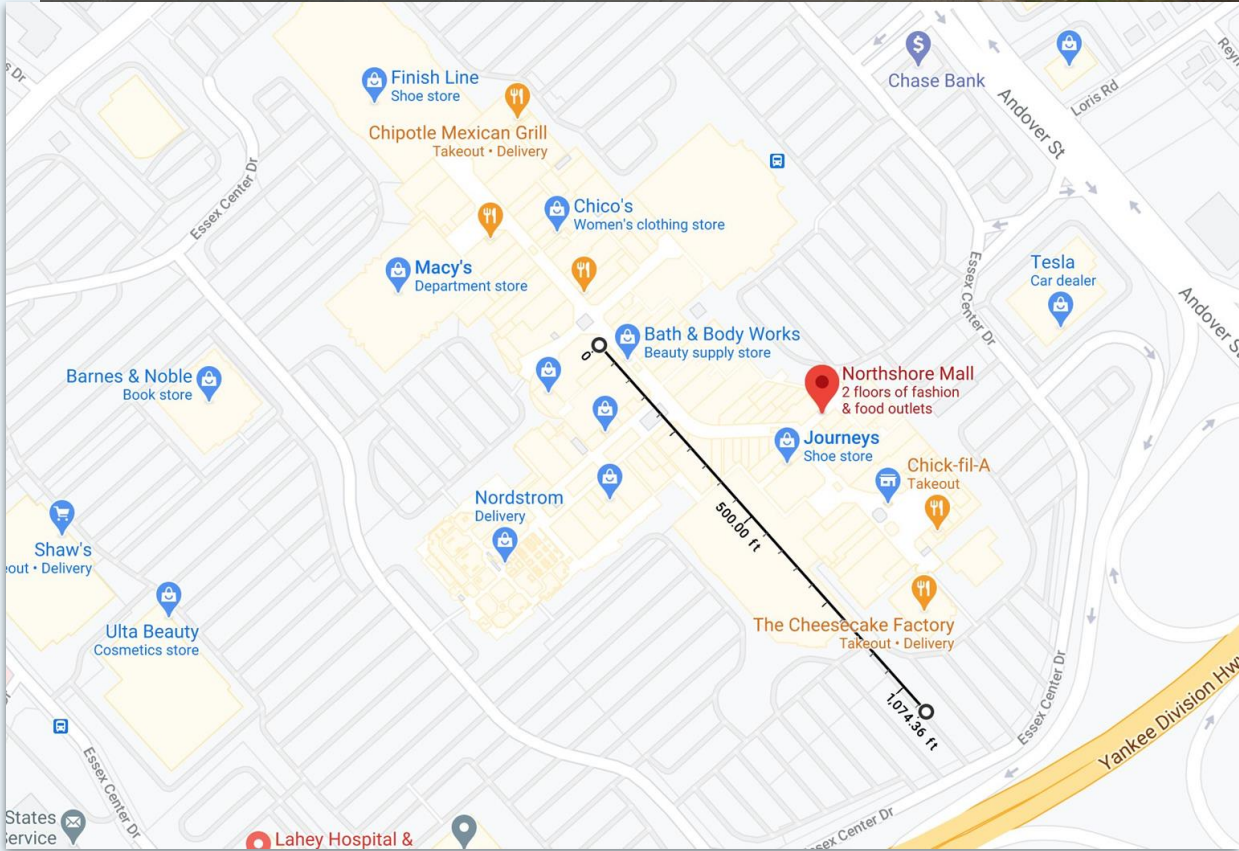 Finish Line
Shoe store
Chipotle Mexican Grill
Takeout • Delivery
Chase Bank
Andover St
Loris Rd
Dr
Essex Center Dr
Chico's
Women's clothing store
Macy's
Department store
Tesla
Car dealer
Essex Center Dr
Andover St
Bath & Body Works
Beauty supply store
0
Barnes & Noble
Book store
Northshore Mall
2 floors of fashion
& food outlets
Journeys
Shoe store
Chick-fil-A
Takeout
Nordstrom
Delivery
500.00 ft
Shaw's
eout • Delivery
Ulta Beauty
Cosmetics store
The Cheesecake Factory
Takeout • Delivery
1,074.36 ft
Essex Center Dr
Yankee Division Hwy
Essex Center Dr
States
Service
Lahey Hospital &
ssex Center Dr